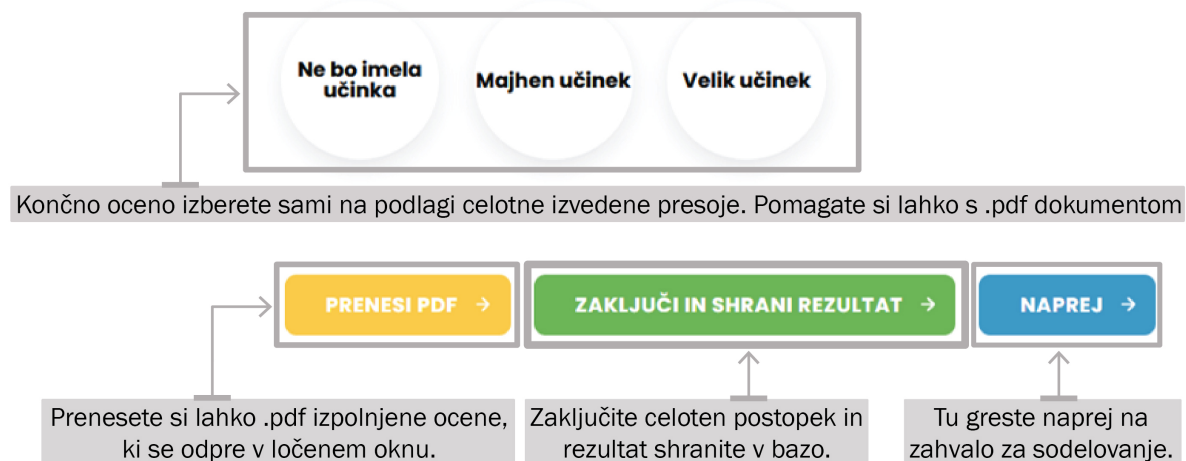 Ne bo imela
učinka
Majhen učinek
Velik učinek
Končno oceno izberete sami na podlagi celotne izvedene presoje. Pomagate si lahko s .pdf dokumentom
PRENESI PDF →
ZAKLJUČI IN SHRANI REZULTAT →
NAPREJ →
Prenesete si lahko .pdf izpolnjene ocene,
ki se odpre v ločenem oknu.
Zaključite celoten postopek in
rezultat shranite v bazo.
Tu greste naprej na
zahvalo za sodelovanje.